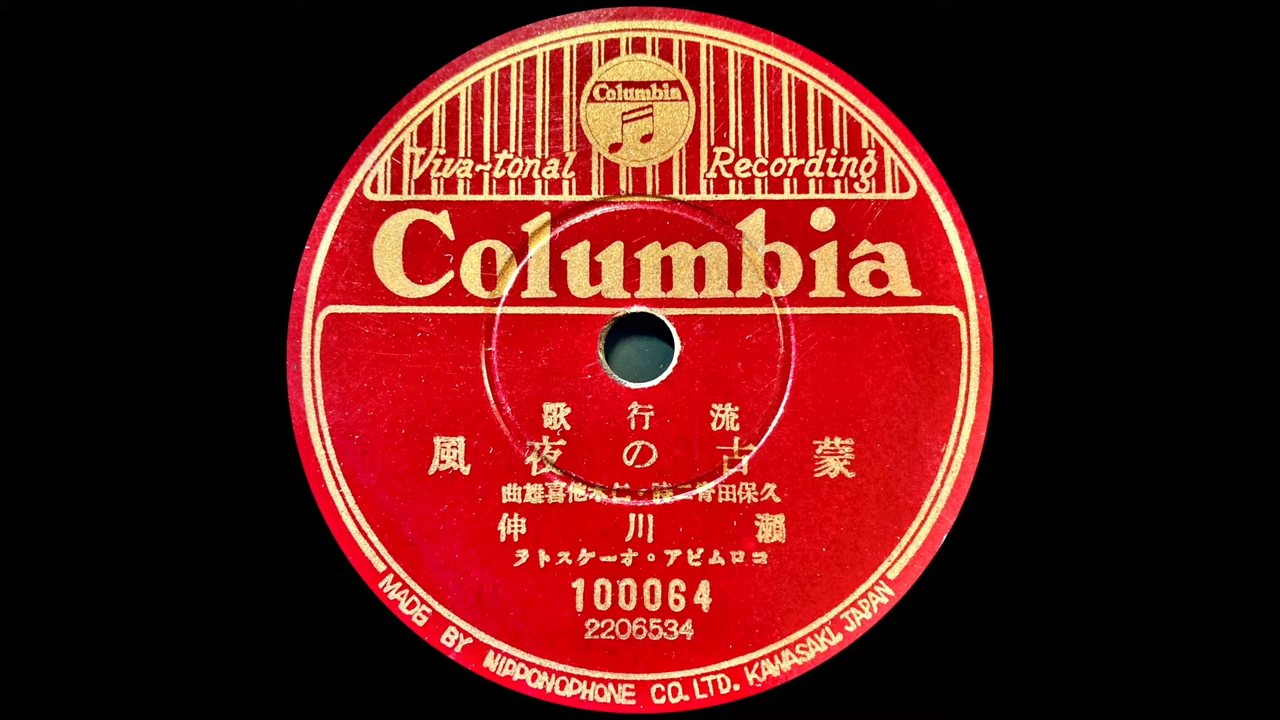 Columbia
Viva-tonal Recording
Columbia
流行歌
蒙古の夜風
久保田宵二詩・仁木他喜雄曲
瀬川伸
コロムビア・オーケストラ
100064
2206534
MADE BY NIPPONOPHONE CO. LTD. KAWASAKI, JAPAN